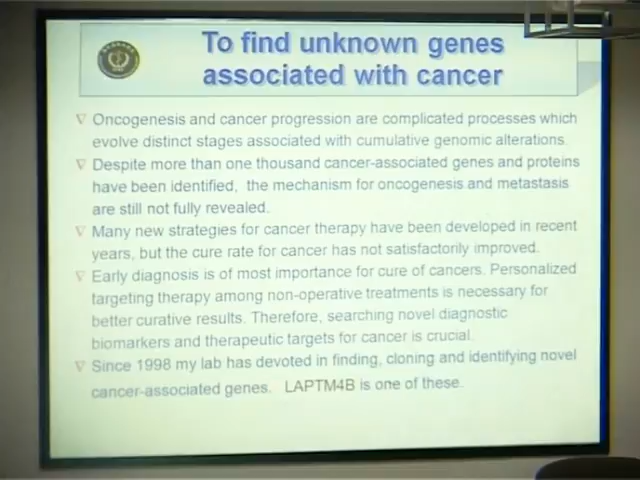 To find unknown genes
associated with cancer
∇ Oncogenesis and cancer progression are complicated processes which
evolve distinct stages associated with cumulative genomic alterations.
∇ Despite more than one thousand cancer-associated genes and proteins
have been identified, the mechanism for oncogenesis and metastasis
are still not fully revealed.
∇ Many new strategies for cancer therapy have been developed in recent
years, but the cure rate for cancer has not satisfactorily improved.
∇ Early diagnosis is of most importance for cure of cancers. Personalized
targeting therapy among non-operative treatments is necessary for
better curative results. Therefore, searching novel diagnostic
biomarkers and therapeutic targets for cancer is crucial.
∇ Since 1998 my lab has devoted in finding, cloning and identifying novel
cancer-associated genes. LAPTM4B is one of these.